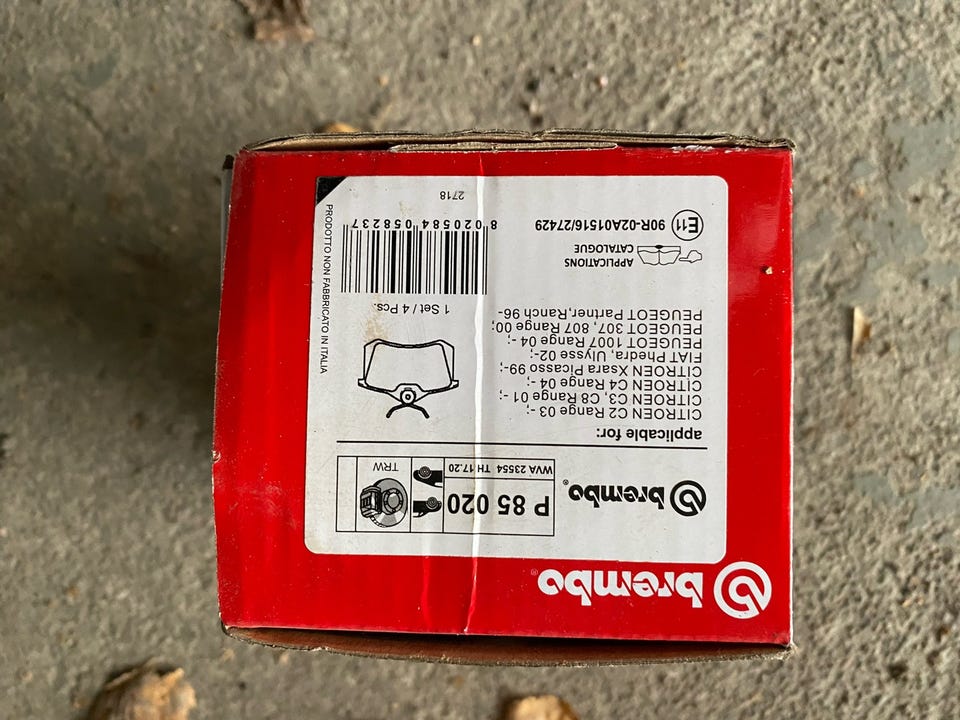 brembo®
brembo®
P 85 020
WVA 23554 TH 17.20
TRW
applicable for:
CITROEN C2 Range 03 -;
CITROEN C3, C8 Range 01 -;
CITROEN C4 Range 04 -;
CITROEN Xsara Picasso 99-;
FIAT Phedra, Ulysse 02-;
PEUGEOT 1007 Range 04 -;
PEUGEOT 307, 807 Range 00;
PEUGEOT Partner,Ranch 96-
1 Set / 4 Pcs.
APPLICATIONS
CATALOGUE
E11 90R-02A01516/27429
8 020584 058237
2718
PRODOTTO NON FABBRICATO IN ITALIA